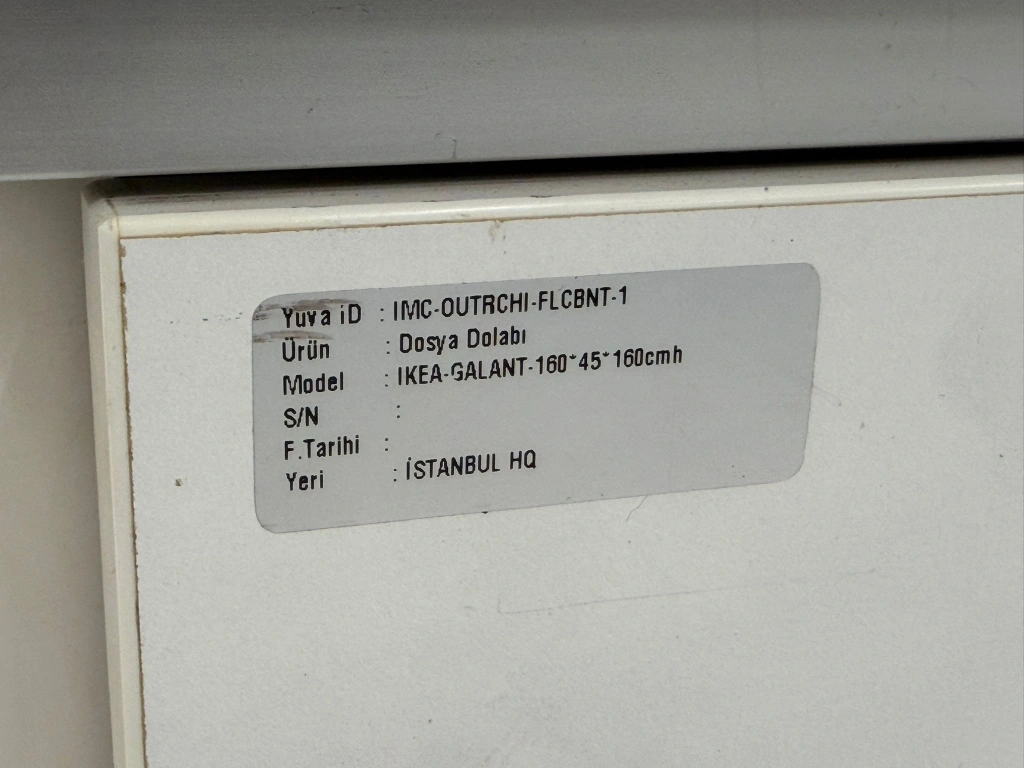 Yuva iD : IMC-OUTRCHI-FLCBNT-1
Ürün : Dosya Dolabı
Model : IKEA-GALANT-160*45*160cmh
S/N :
F.Tarihi :
Yeri : İSTANBUL HQ